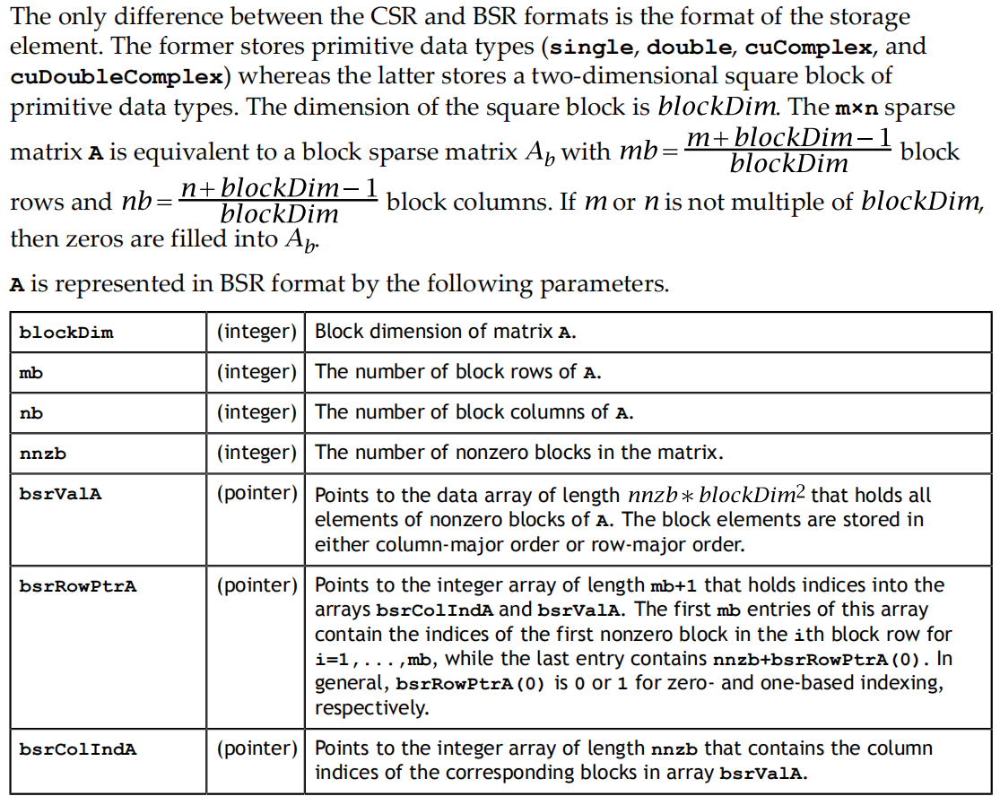 The only difference between the CSR and BSR formats is the format of the storage
element. The former stores primitive data types (single, double, cuComplex, and
cuDoubleComplex) whereas the latter stores a two-dimensional square block of
primitive data types. The dimension of the square block is blockDim. The m×n sparse
matrix A is equivalent to a block sparse matrix A_b with mb = \frac{m+blockDim-1}{blockDim} block
rows and nb = \frac{n+blockDim-1}{blockDim} block columns. If m or n is not multiple of blockDim,
then zeros are filled into A_b.
A is represented in BSR format by the following parameters.
blockDim (integer) Block dimension of matrix A.
mb (integer) The number of block rows of A.
nb (integer) The number of block columns of A.
nnzb (integer) The number of nonzero blocks in the matrix.
bsrValA (pointer) Points to the data array of length nnzb∗blockDim² that holds all
elements of nonzero blocks of A. The block elements are stored in
either column-major order or row-major order.
bsrRowPtrA (pointer) Points to the integer array of length mb+1 that holds indices into the
arrays bsrColIndA and bsrValA. The first mb entries of this array
contain the indices of the first nonzero block in the ith block row for
i=1,...,mb, while the last entry contains nnzb+bsrRowPtrA(0). In
general, bsrRowPtrA(0) is 0 or 1 for zero- and one-based indexing,
respectively.
bsrColIndA (pointer) Points to the integer array of length nnzb that contains the column
indices of the corresponding blocks in array bsrValA.